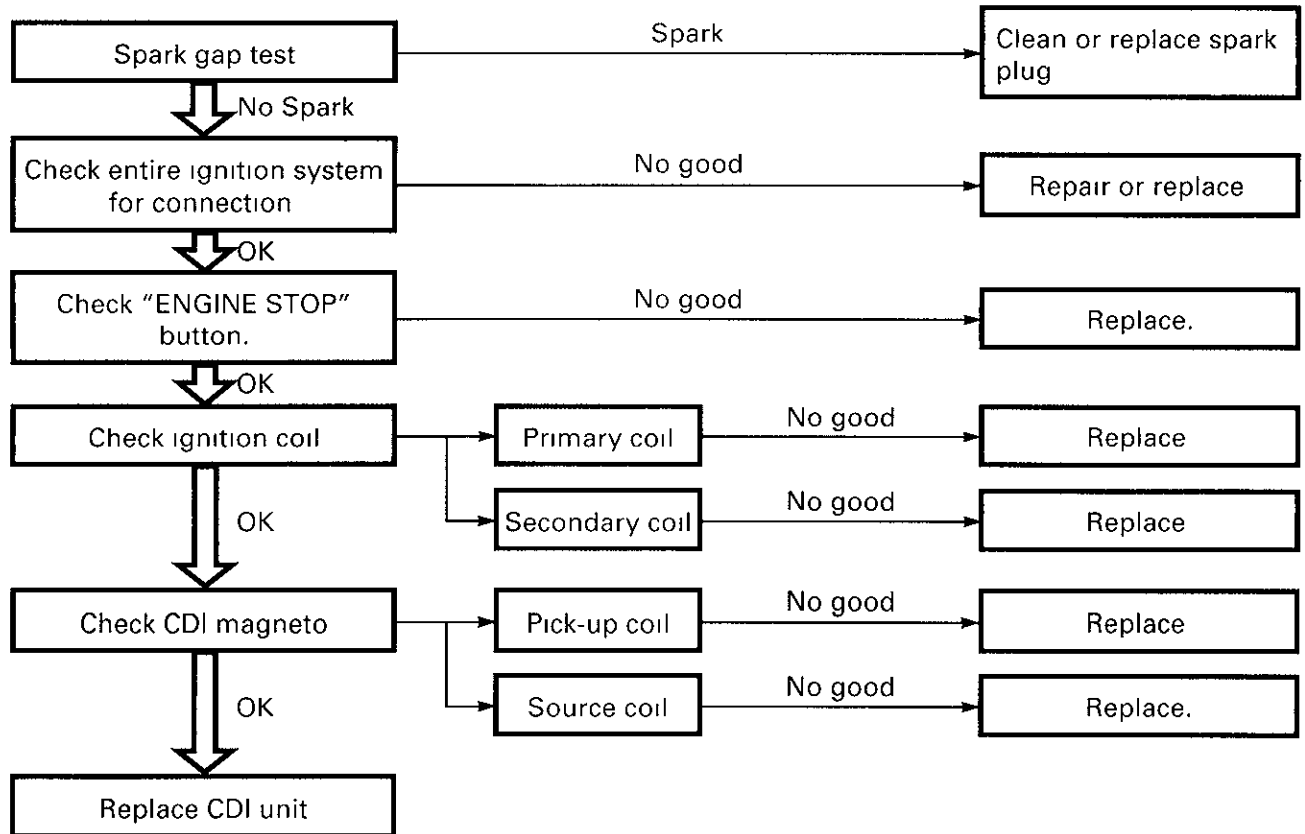 Spark gap test
Spark
Clean or replace spark
plug
No Spark
Check entire ignition system
for connection
No good
Repair or replace
OK
Check “ENGINE STOP”
button.
No good
Replace.
OK
Check ignition coil
Primary coil
No good
Replace
OK
Secondary coil
No good
Replace
Check CDI magneto
Pick-up coil
No good
Replace
OK
Source coil
No good
Replace.
Replace CDI unit